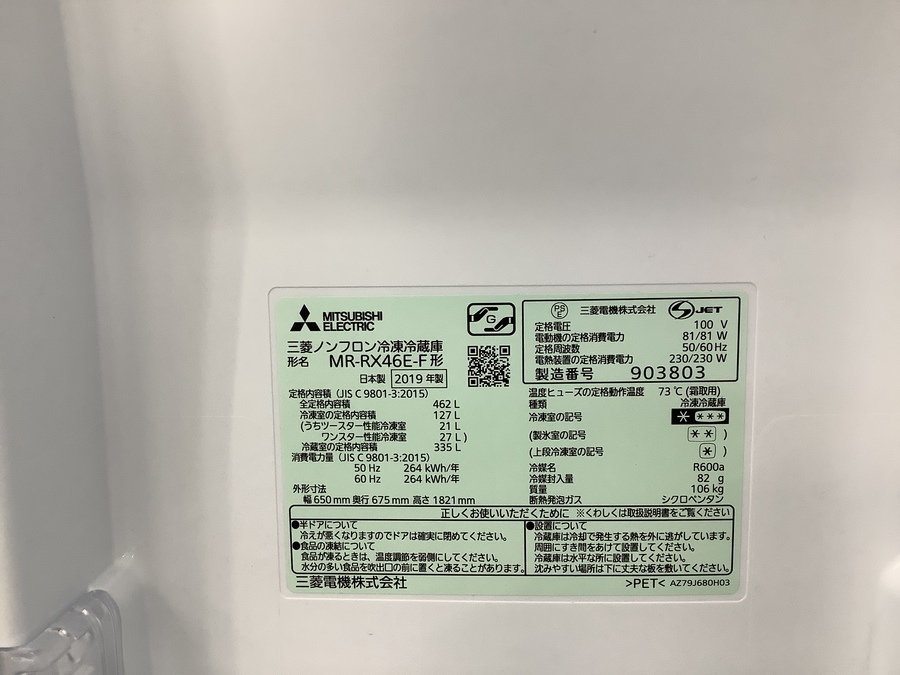 MITSUBISHI
ELECTRIC
G
三菱ノンフロン冷凍冷蔵庫
形名 MR-RX46E-F形
日本製 2019 年製
定格内容積（JIS C 9801-3:2015）
全定格内容積 462 L
冷凍室の定格内容積 127 L
(うちツースター性能冷凍室 21 L
ワンスター性能冷凍室 27 L )
冷蔵室の定格内容積 335 L
消費電力量（JIS C 9801-3:2015）
50 Hz 264 kWh/年
60 Hz 264 kWh/年
外形寸法
幅 650 mm 奥行 675 mm 高さ 1821 mm
PS
E
三菱電機株式会社
JET
定格電圧 100 V
電動機の定格消費電力 81/81 W
定格周波数 50/60 Hz
電熱装置の定格消費電力 230/230 W
製造番号 903803
温度ヒューズの定格動作温度 73 ℃ (霜取用)
種類 冷凍冷蔵庫
冷凍室の記号 * ***
(製氷室の記号 ** )
(上段冷凍室の記号 * )
冷媒名 R600a
冷媒封入量 82 g
質量 106 kg
断熱発泡ガス シクロペンタン
正しくお使いいただくために ※くわしくは取扱説明書をご覧ください
●半ドアについて
冷えが悪くなりますのでドアは確実に閉めてください。
●食品の凍結について
食品が凍るときは、温度調節を弱側にしてください。
水分の多い食品を吹出口の前に置くと凍ることがあります。
●設置について
冷蔵庫は冷却で発生する熱を外に逃がしています。
周囲にすき間をあけて設置してください。
冷蔵庫は水平な所に設置してください。
沈みやすい場所は下に丈夫な板を敷いてください。
三菱電機株式会社
>PET< AZ79J680H03